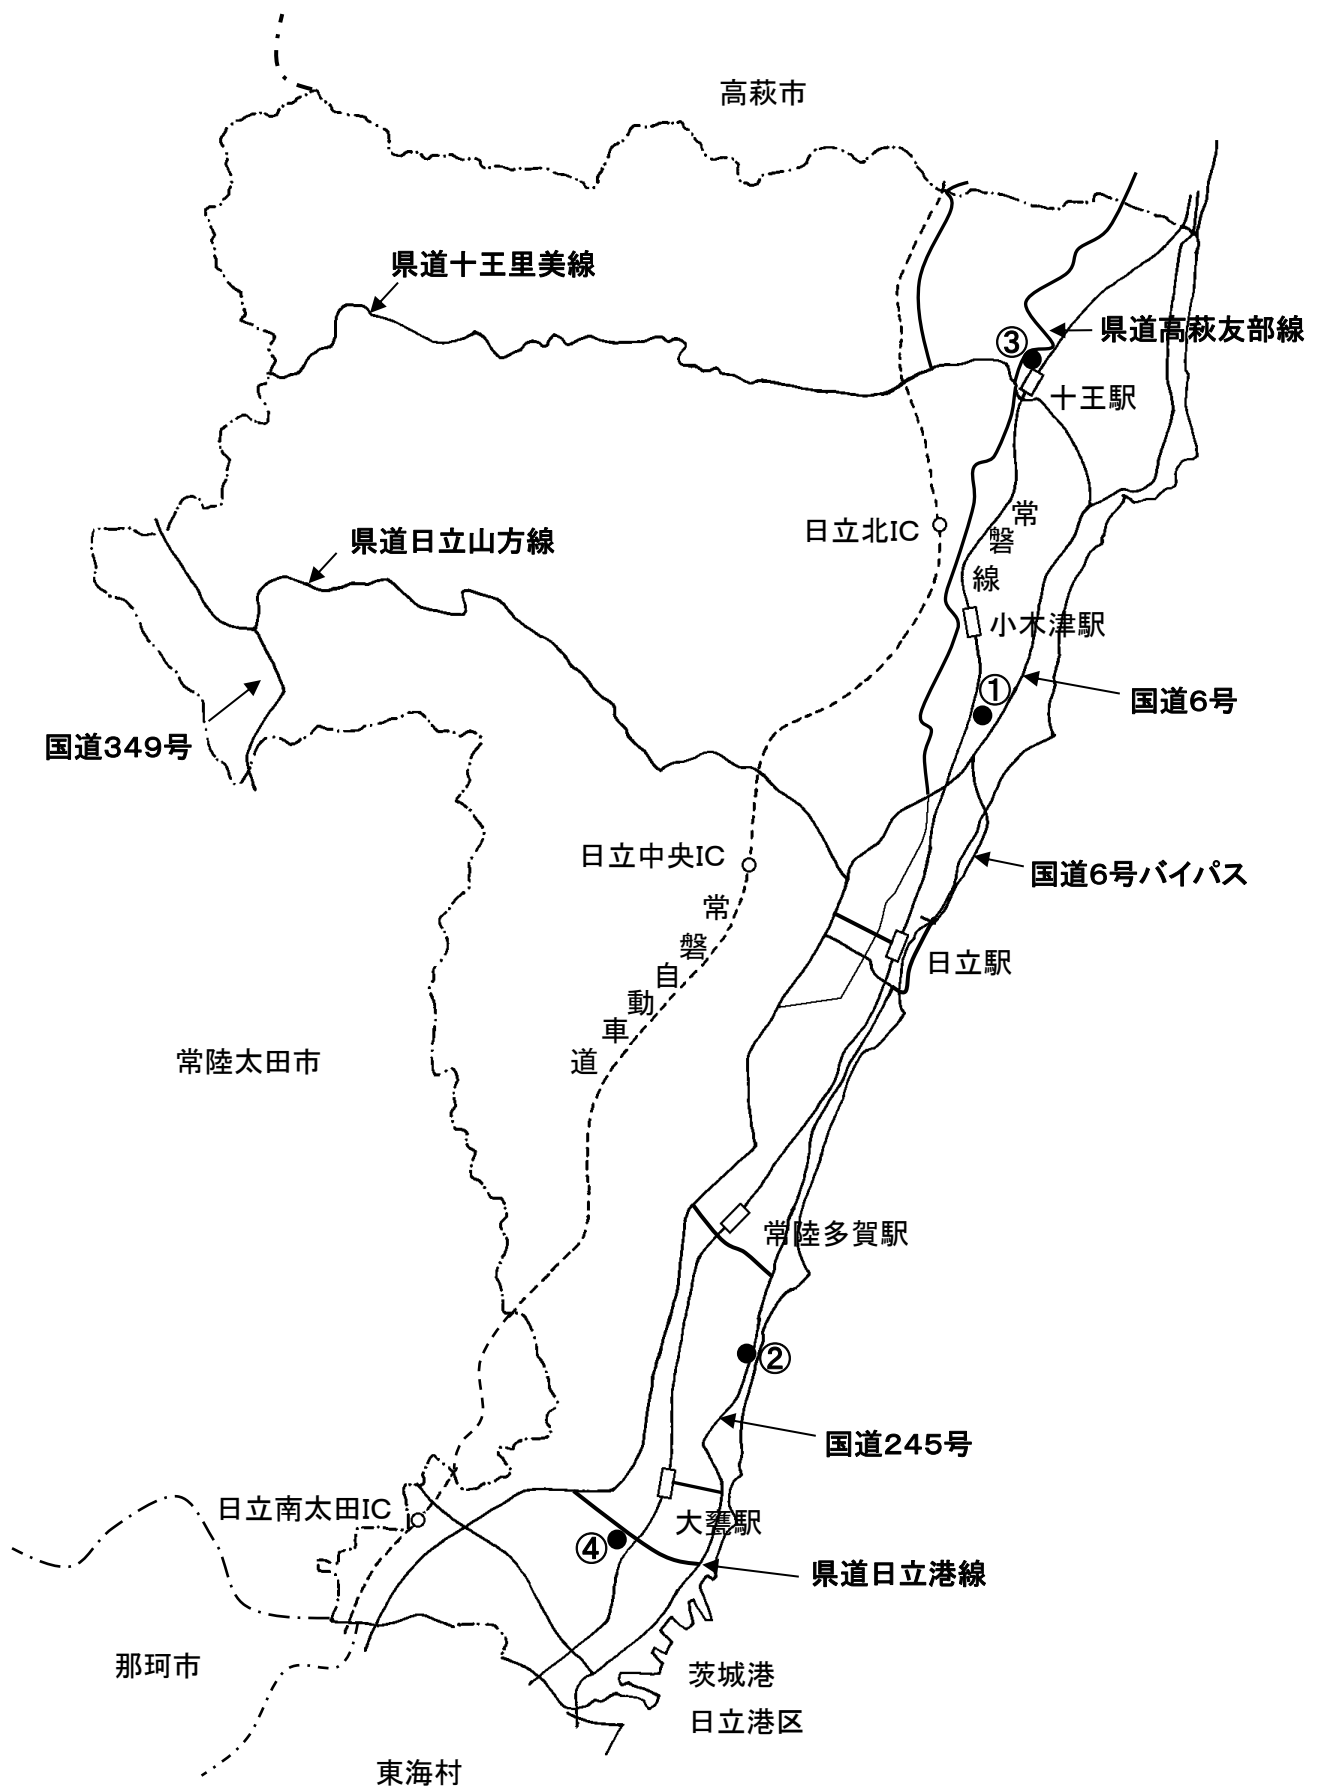 高萩市
県道十王里美線
県道高萩友部線
③
十王駅
日立北IC
常磐線
県道日立山方線
小木津駅
①
国道6号
国道349号
日立中央IC
国道6号バイパス
常磐自動車道
日立駅
常陸太田市
常陸多賀駅
②
国道245号
日立南太田IC
大甕駅
④
県道日立港線
那珂市
茨城港
日立港区
東海村